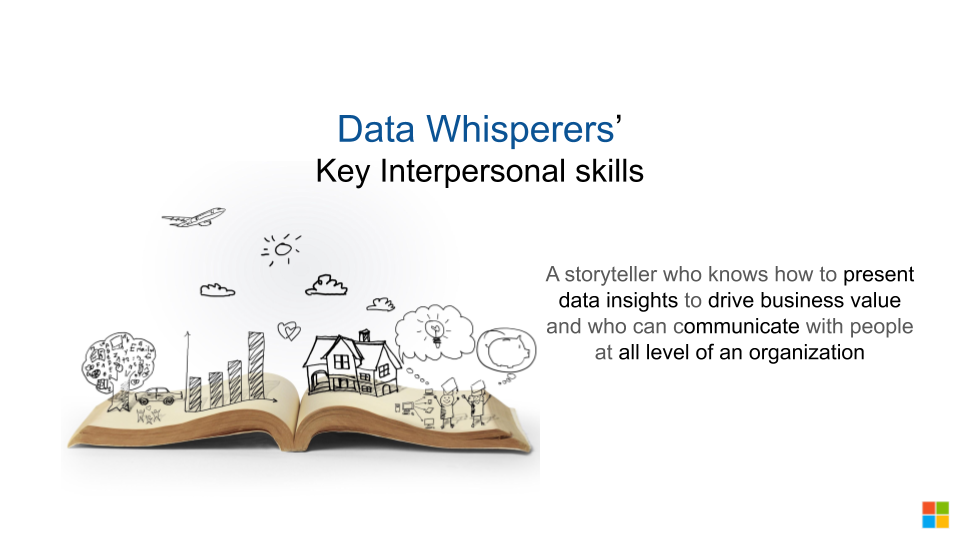 Data Whisperers’
Key Interpersonal skills
A storyteller who knows how to present
data insights to drive business value
and who can communicate with people
at all level of an organization